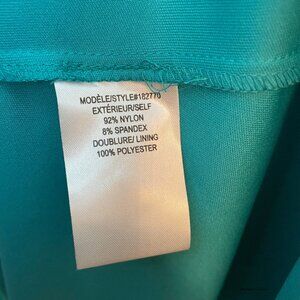 MODÈLE/STYLE#182770
EXTÉRIEUR/SELF
92% NYLON
8% SPANDEX
DOUBLURE/ LINING
100% POLYESTER